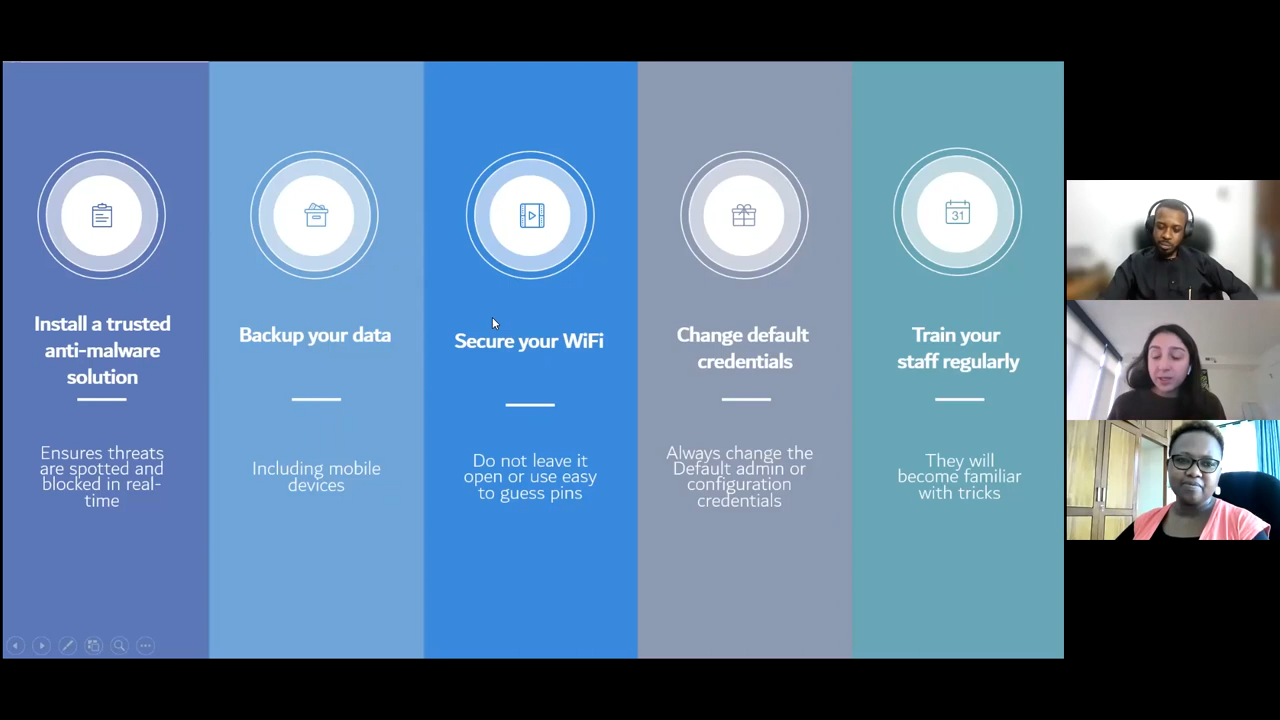 Install a trusted
anti-malware
solution
Ensures threats
are spotted and
blocked in real-
time
Backup your data
Including mobile
devices
Secure your WiFi
Do not leave it
open or use easy
to guess pins
Change default
credentials
Always change the
Default admin or
configuration
credentials
31
Train your
staff regularly
They will
become familiar
with tricks